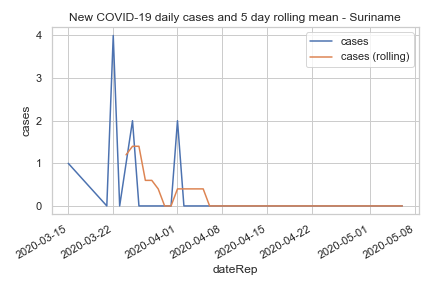 New COVID-19 daily cases and 5 day rolling mean - Suriname
cases
cases (rolling)
cases
4
3
2
1
0
2020-03-15
2020-03-22
2020-04-01
2020-04-08
2020-04-15
2020-04-22
2020-05-01
2020-05-08
dateRep